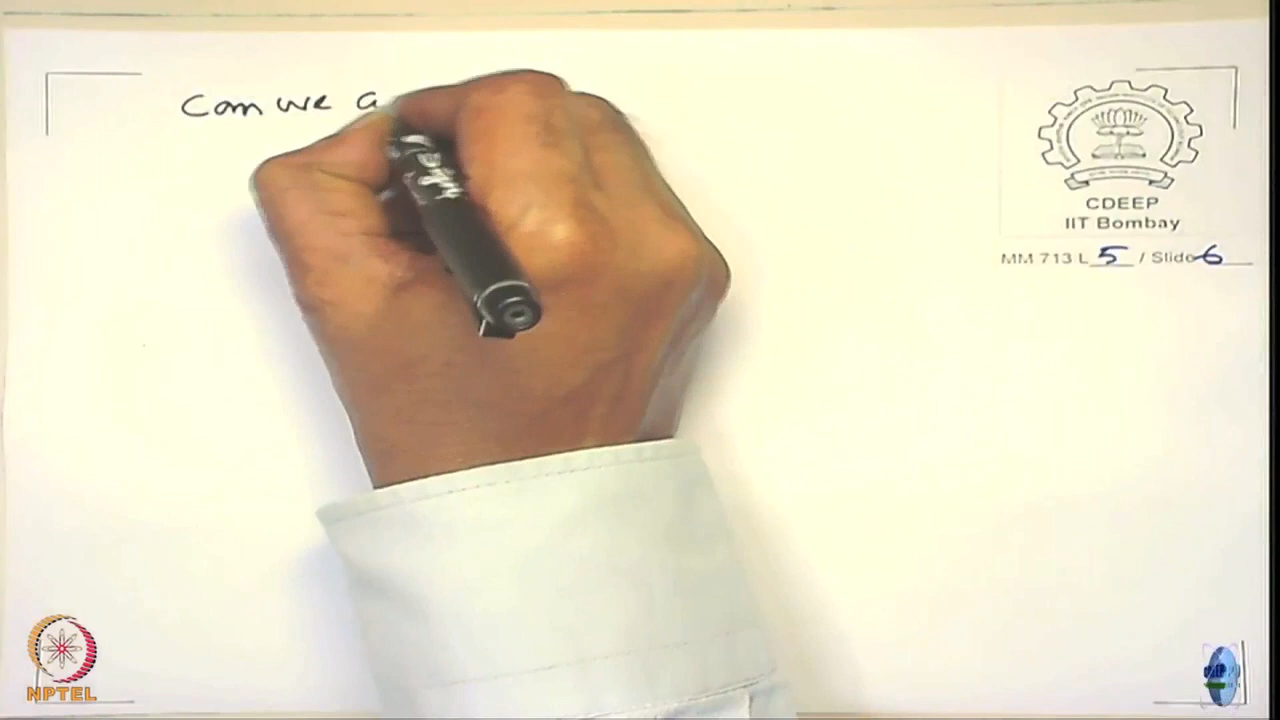 Can we a
CDEEP
IIT Bombay
MM 713 L 5 / Slide 6
NPTEL